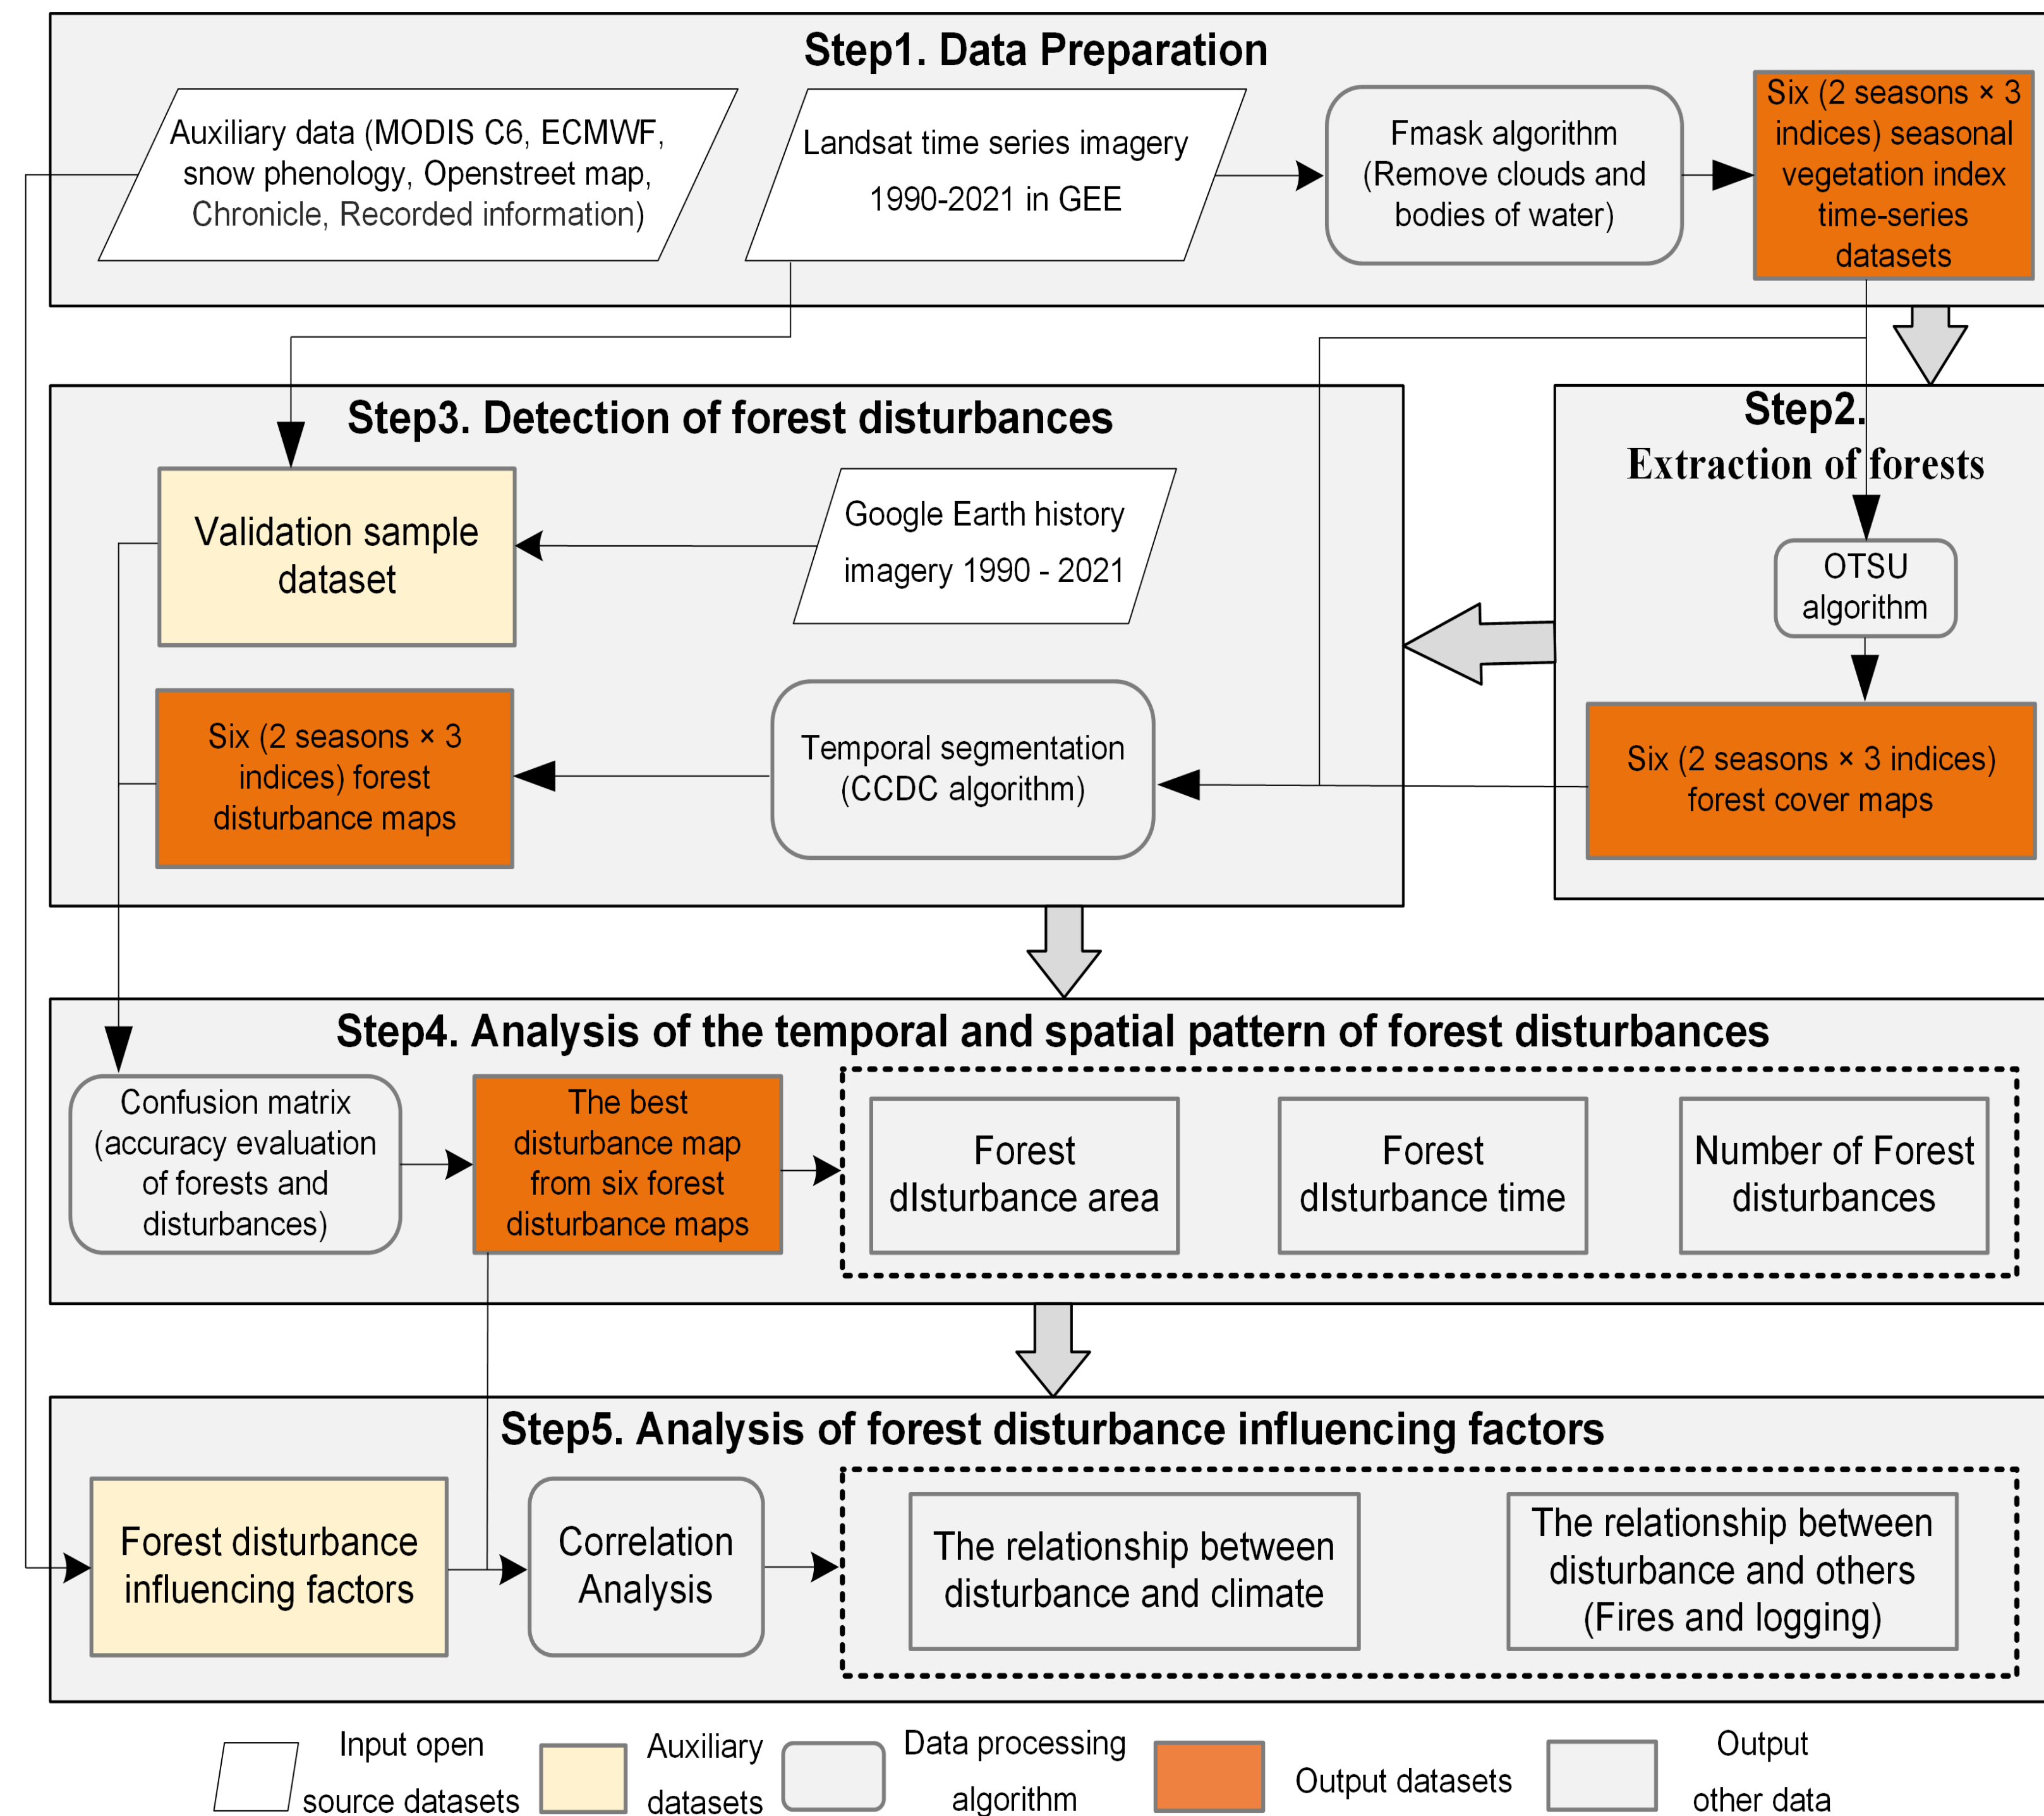 Step1. Data Preparation
Auxiliary data (MODIS C6, ECMWF,
snow phenology, Openstreet map,
Chronicle, Recorded information)
Landsat time series imagery
1990-2021 in GEE
Fmask algorithm
(Remove clouds and
bodies of water)
Six (2 seasons × 3
indices) seasonal
vegetation index
time-series
datasets
Step3. Detection of forest disturbances
Validation sample
dataset
Google Earth history
imagery 1990 - 2021
Six (2 seasons × 3
indices) forest
disturbance maps
Temporal segmentation
(CCDC algorithm)
Step2.
Extraction of forests
OTSU
algorithm
Six (2 seasons × 3 indices)
forest cover maps
Step4. Analysis of the temporal and spatial pattern of forest disturbances
Confusion matrix
(accuracy evaluation
of forests and
disturbances)
The best
disturbance map
from six forest
disturbance maps
Forest
dIsturbance area
Forest
dIsturbance time
Number of Forest
disturbances
Step5. Analysis of forest disturbance influencing factors
Forest disturbance
influencing factors
Correlation
Analysis
The relationship between
disturbance and climate
The relationship between
disturbance and others
(Fires and logging)
Input open
source datasets
Auxiliary
datasets
Data processing
algorithm
Output datasets
Output
other data